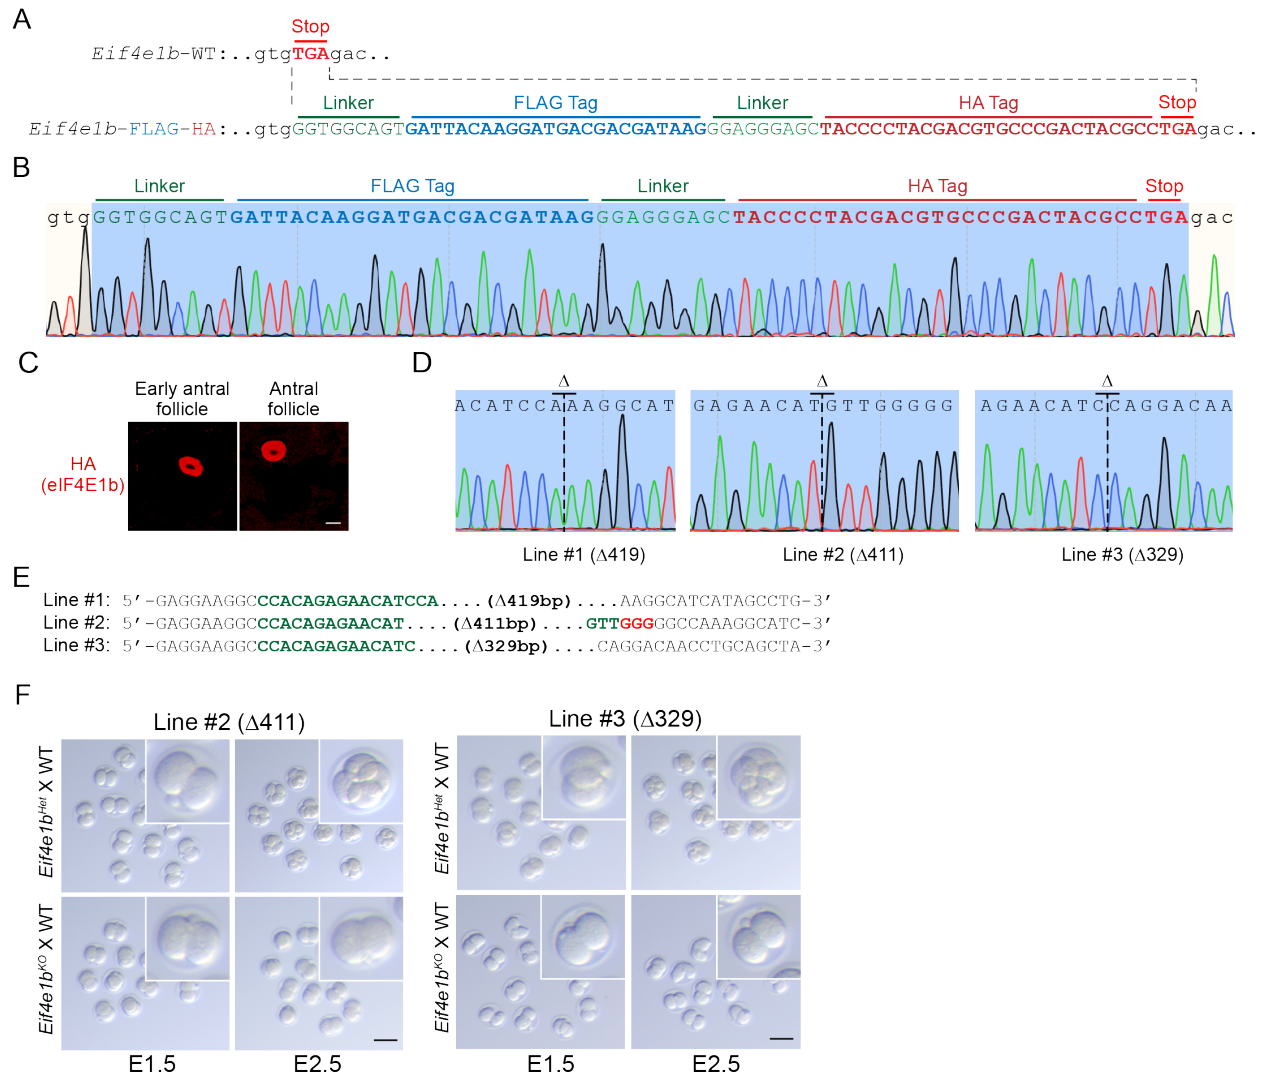 A
Stop
Eif4e1b-WT:..gtgTGAgac..
Linker FLAG Tag Linker HA Tag Stop
Eif4e1b-FLAG-HA:..gtgGGTGGCAGTGATTACAAGGATGACGACGATAAGGGAGGGAGCTACCCCTACGACGTGCCCGACTACGCCTGAgac..
B
Linker FLAG Tag Linker HA Tag Stop
gtgGGTGGCAGTGATTACAAGGATGACGACGATAAGGGAGGGAGCTACCCCTACGACGTGCCCGACTACGCCTGAgac
C
Early antral
follicle
Antral
follicle
HA
(eIF4E1b)
D
Δ Δ Δ
ACATCCAAAGGCAT GAGAACATGTTGGGGG AGAACATCCAGGACAA
Line #1 (Δ419) Line #2 (Δ411) Line #3 (Δ329)
E
Line #1: 5’-GAGGAAGGCCCACAGAGAACATCCA....(Δ419bp)....AAGGCATCATAGCCTG-3’
Line #2: 5’-GAGGAAGGCCCACAGAGAACAT....(Δ411bp)....GTTGGGGGCCAAAGGCATC-3’
Line #3: 5’-GAGGAAGGCCCACAGAGAACATC....(Δ329bp)....CAGGACAACCTGCAGCTA-3’
F
Line #2 (Δ411) Line #3 (Δ329)
Eif4e1bHet X WT
Eif4e1bHet X WT
Eif4e1bKO X WT
Eif4e1bKO X WT
E1.5 E2.5 E1.5 E2.5